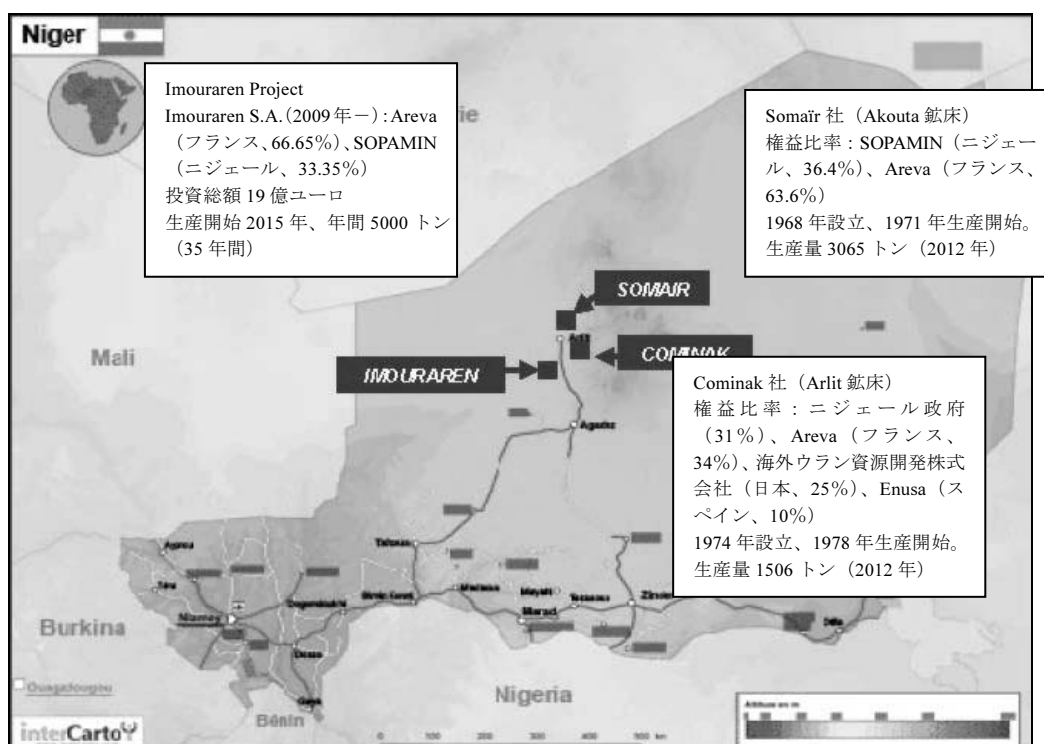 Niger
Imouraren Project
Imouraren S.A.(2009年－)：Areva
（フランス、66.65%）、SOPAMIN
（ニジェール、33.35%）
投資総額 19 億ユーロ
生産開始 2015 年、年間 5000 トン
（35 年間）
Somaïr 社（Akouta 鉱床）
権益比率：SOPAMIN（ニジェー
ル、36.4%）、Areva（フランス、
63.6%）
1968 年設立、1971 年生産開始。
生産量 3065 トン（2012 年）
SOMAIR
COMINAK
IMOURAREN
Mali
Agadez
Cominak 社（Arlit 鉱床）
権益比率：ニジェール政府
（31%）、Areva（フランス、
34%）、海外ウラン資源開発株式
会社（日本、25%）、Enusa（ス
ペイン、10%）
1974 年設立、1978 年生産開始。
生産量 1506 トン（2012 年）
Tahoua
Niamey
Dosso
Maradi
Zinder
Diffa
Gaya
Burkina
Ouagadougou
Bénin
Nigeria
Altitude en m
interCarto
0 100 200 300 400 500 km